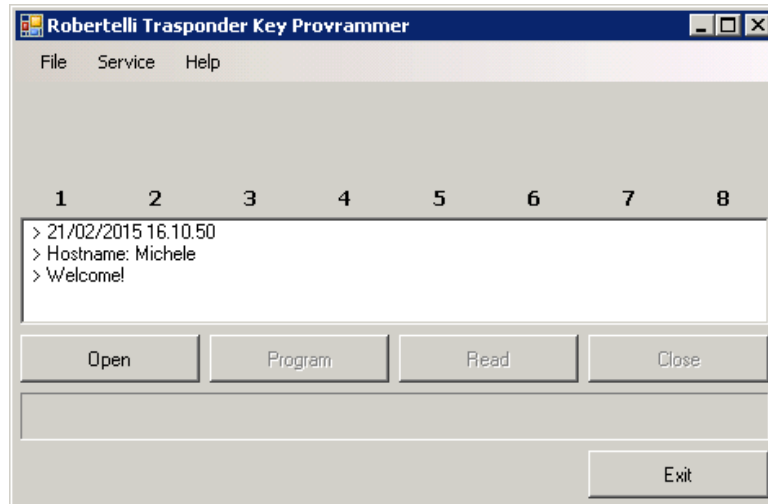 Robertelli Trasponder Key Provrammer
File Service Help
1 2 3 4 5 6 7 8
> 21/02/2015 16.10.50
> Hostname: Michele
> Welcome!
Open Program Read Close
Exit